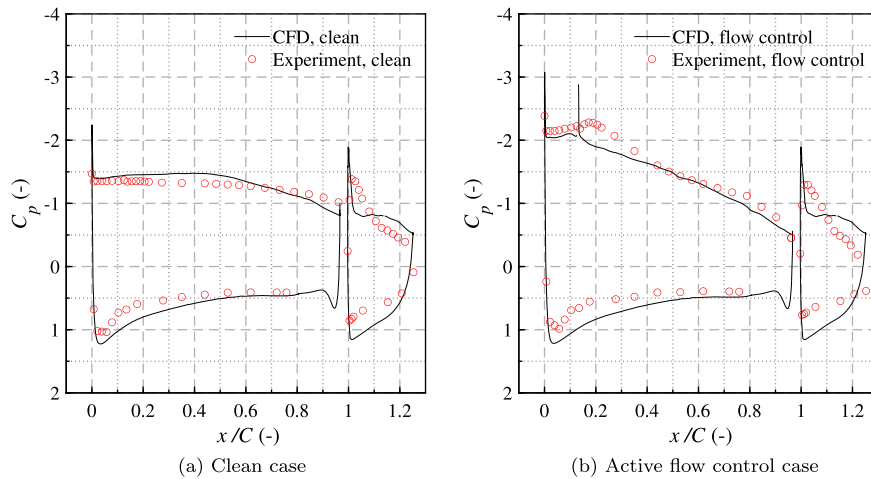 -4
-3
-2
-1
0
1
2
C_p (-)
CFD, clean
Experiment, clean
0 0.2 0.4 0.6 0.8 1 1.2
x/C (-)
(a) Clean case
-4
-3
-2
-1
0
1
2
C_p (-)
CFD, flow control
Experiment, flow control
0 0.2 0.4 0.6 0.8 1 1.2
x/C (-)
(b) Active flow control case